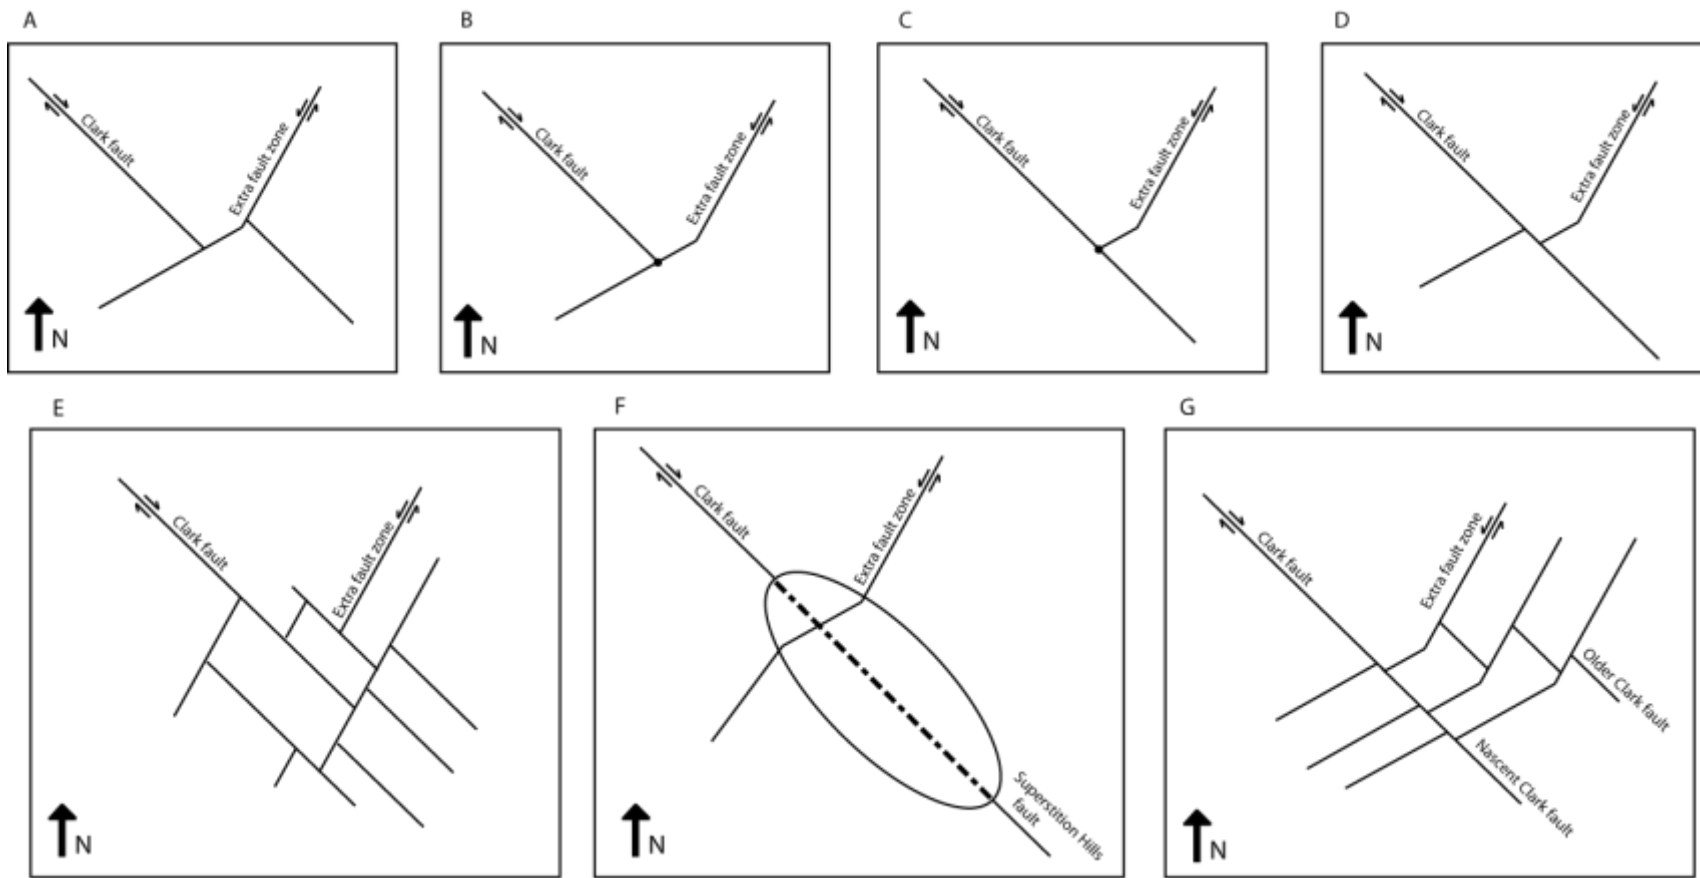 A
B
C
D
Clark fault
Extra fault zone
N
Clark fault
Extra fault zone
N
Clark fault
Extra fault zone
N
Clark fault
Extra fault zone
N
E
F
G
Clark fault
Extra fault zone
N
Clark fault
Extra fault zone
Superstition Hills
fault
N
Clark fault
Extra fault zone
Older Clark fault
Nascent Clark fault
N